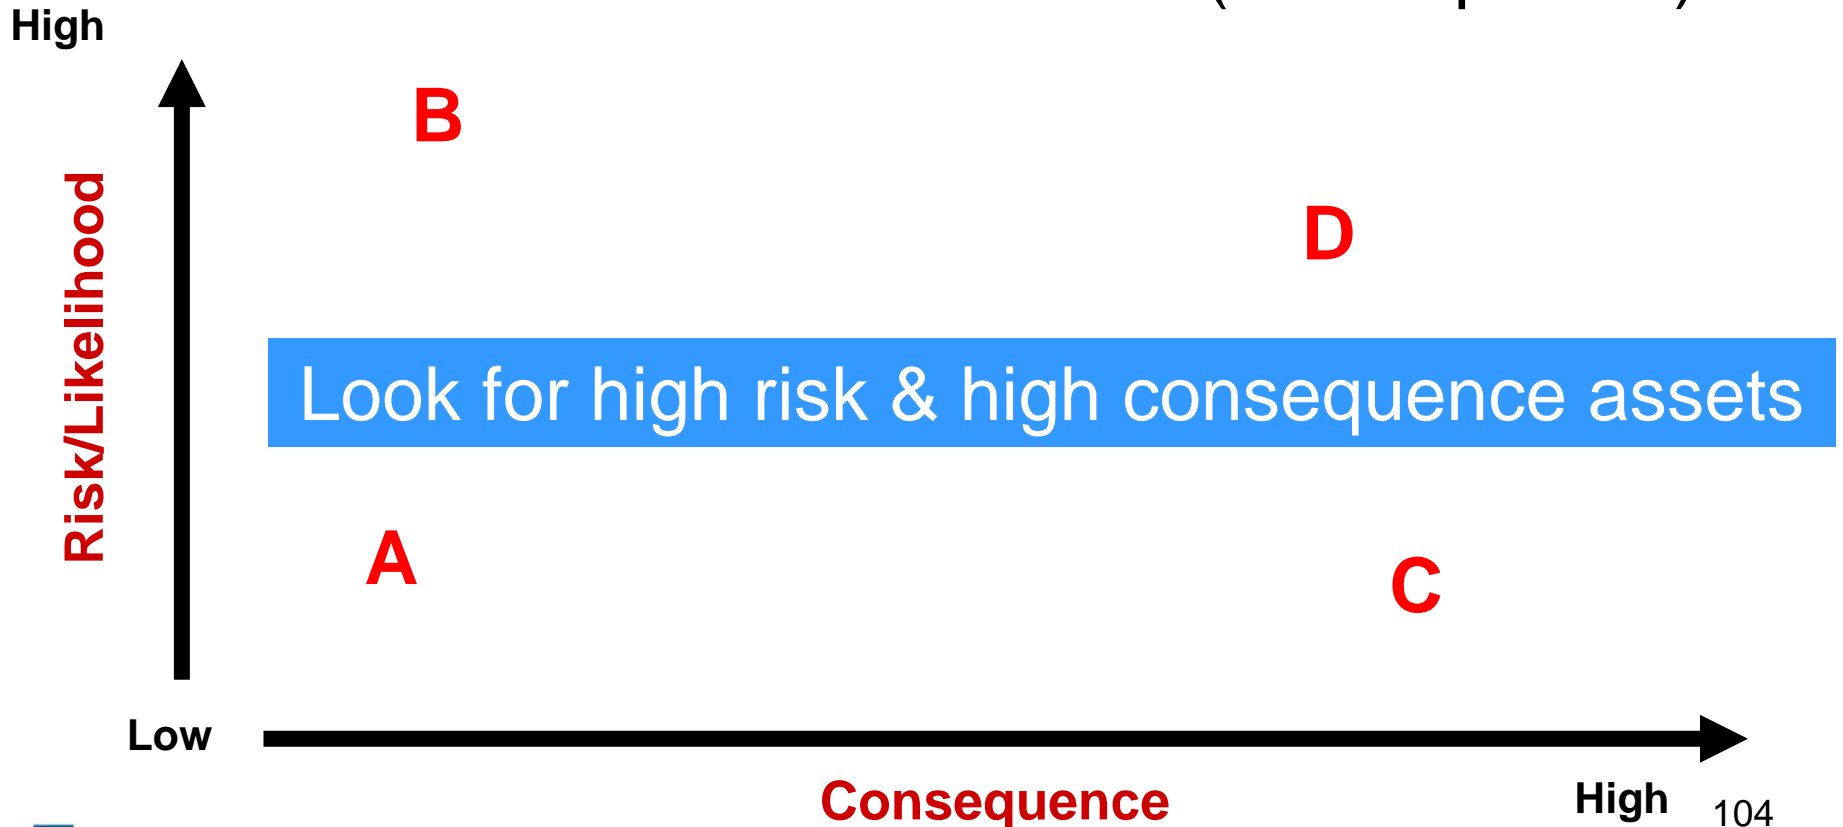 High
B
D
Risk/Likelihood
Look for high risk & high consequence assets
A
C
Low
Consequence
High
104